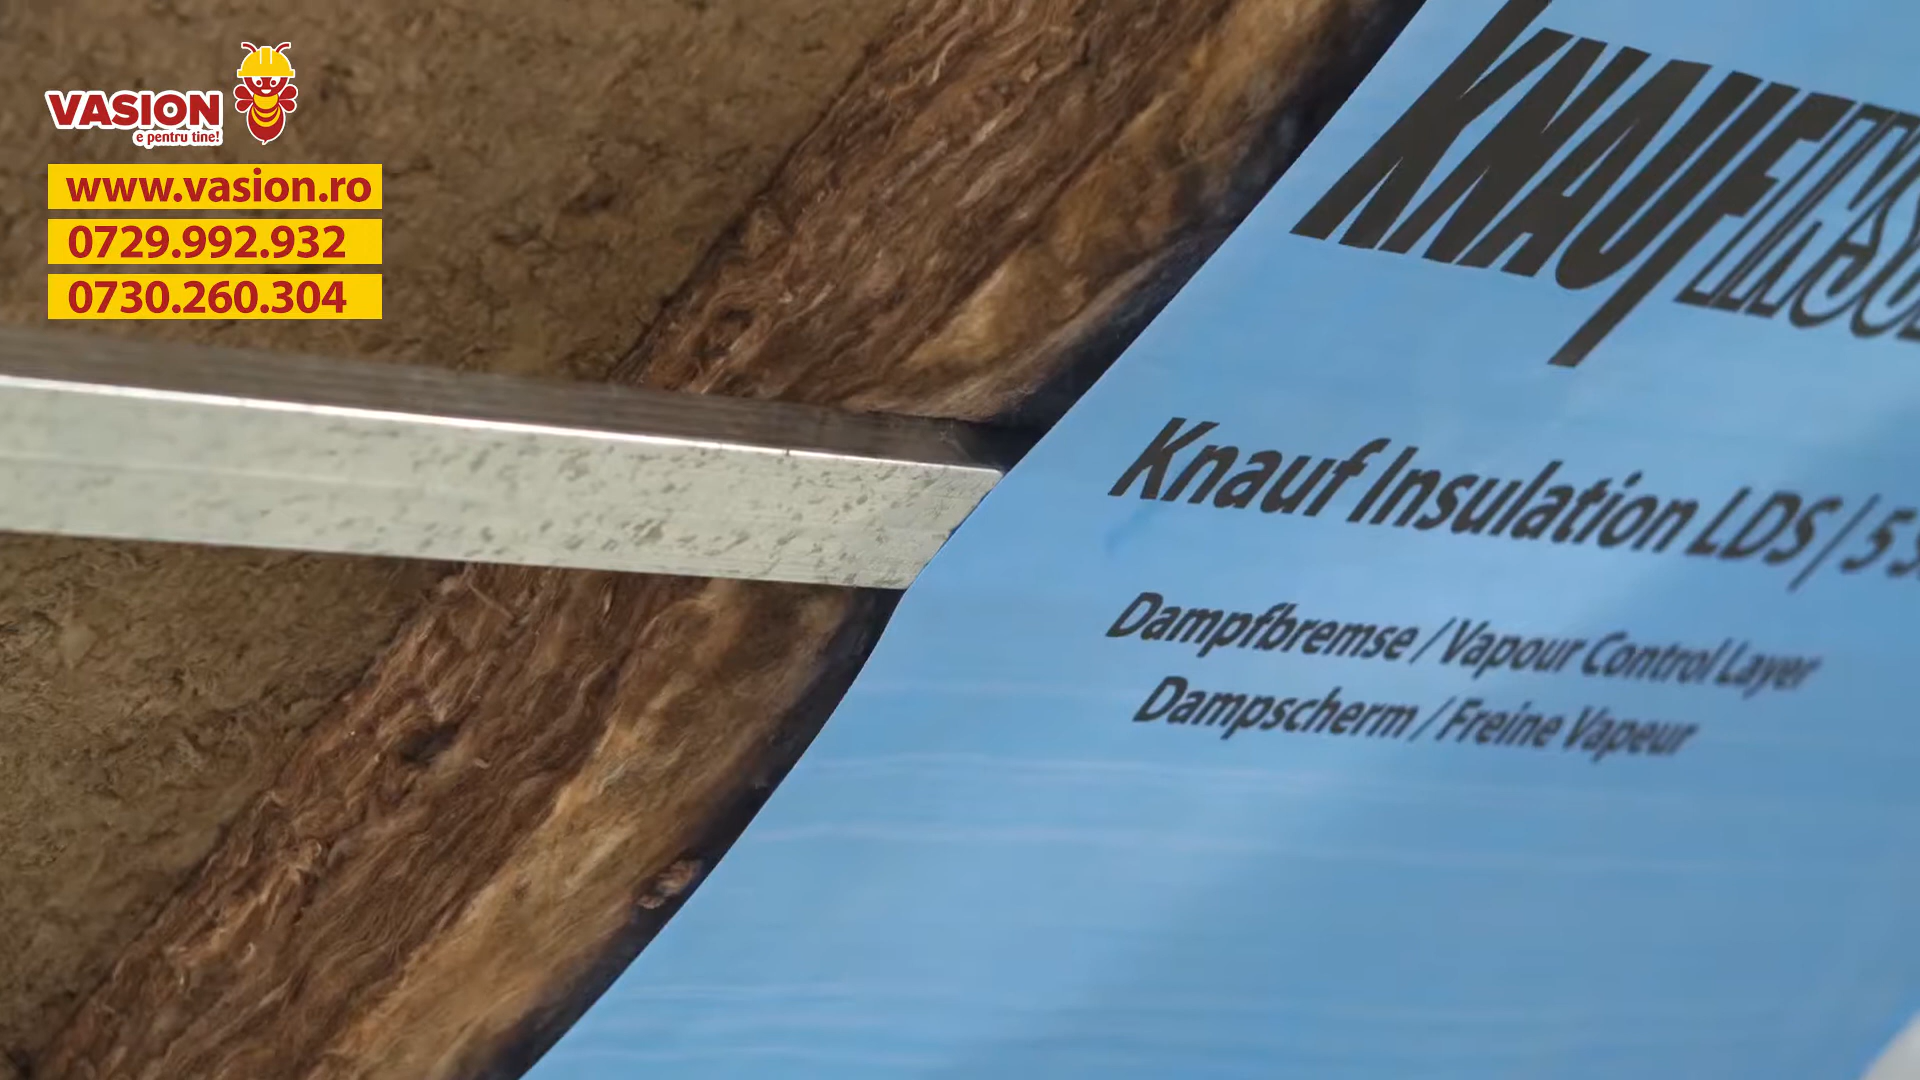 VASION
e pentru tine!
www.vasion.ro
0729.992.932
0730.260.304
KNAUF
Knauf Insulation LDS / 5
Dampfbremse / Vapour Control Layer
Dampscherm / Freine Vapeur